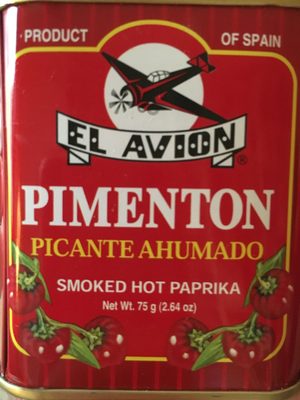 PRODUCT OF SPAIN
EL AVION ®
PIMENTON
PICANTE AHUMADO
SMOKED HOT PAPRIKA
Net Wt. 75 g (2.64 oz)